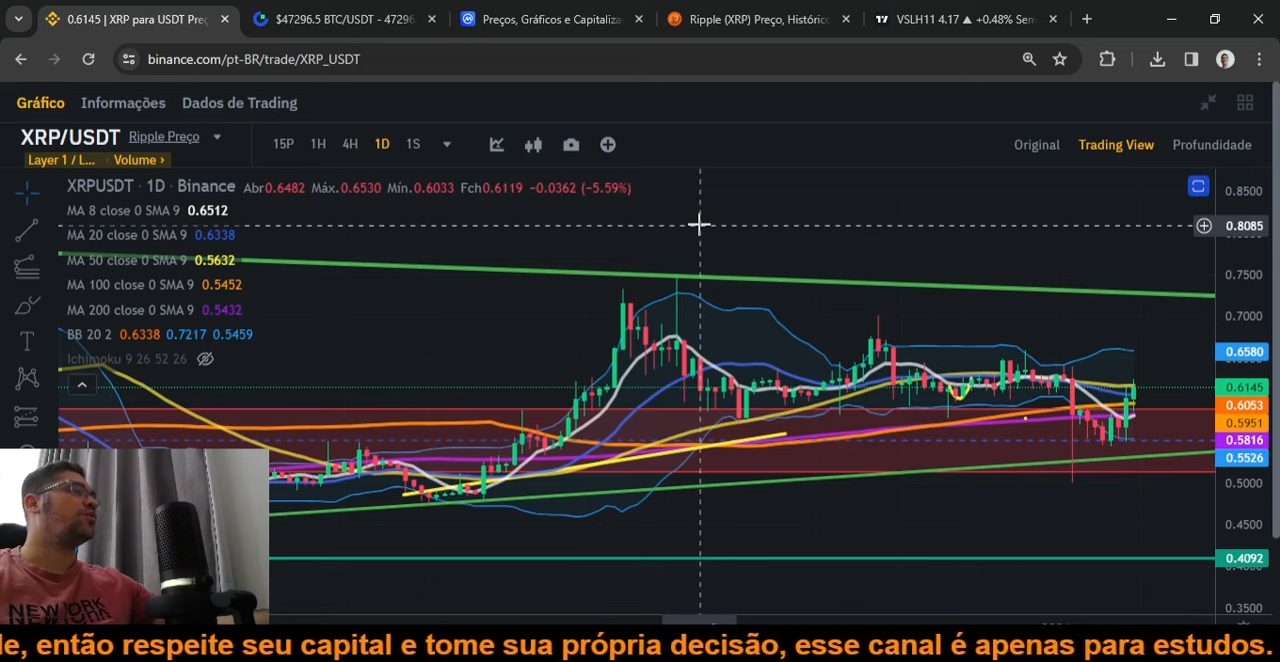 0.6145 | XRP para USDT Preç
$47296.5 BTC/USDT - 4729
Preços, Gráficos e Capitaliza
Ripple (XRP) Preço, Históric
VSLH11 4.17 ▲ +0.48% Sem
binance.com/pt-BR/trade/XRP_USDT
Gráfico Informações Dados de Trading
XRP/USDT Ripple Preço
15P 1H 4H 1D 1S
Original Trading View Profundidade
Layer 1 / L... Volume ›
XRPUSDT · 1D · Binance Abr0.6482 Máx.0.6530 Mín.0.6033 Fch0.6119 -0.0362 (-5.59%)
MA 8 close 0 SMA 9 0.6512
MA 20 close 0 SMA 9 0.6338
MA 50 close 0 SMA 9 0.5632
MA 100 close 0 SMA 9 0.5452
MA 200 close 0 SMA 9 0.5432
BB 20 2 0.6338 0.7217 0.5459
Ichimoku 9 26 52 26
0.8500
0.8085
0.7500
0.7000
0.6580
0.6145
0.6053
0.5951
0.5816
0.5526
0.5000
0.4500
0.4092
0.3500
NEW YORK
le, então respeite seu capital e tome sua própria decisão, esse canal é apenas para estudos.